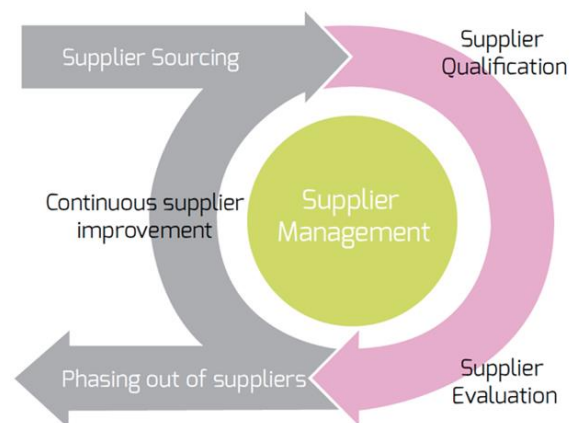 Supplier Sourcing
Supplier
Qualification
Continuous supplier
improvement
Supplier
Management
Phasing out of suppliers
Supplier
Evaluation